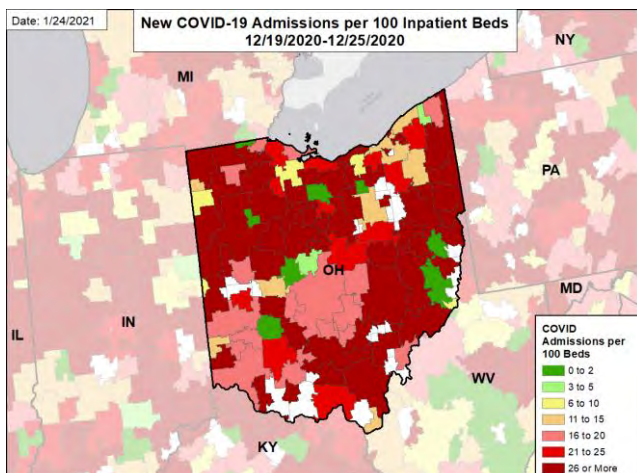 Date: 1/24/2021
New COVID-19 Admissions per 100 Inpatient Beds
12/19/2020-12/25/2020
NY
MI
PA
OH
MD
IL
IN
WV
KY
COVID
Admissions per
100 Beds
0 to 2
3 to 5
6 to 10
11 to 15
16 to 20
21 to 25
26 or More